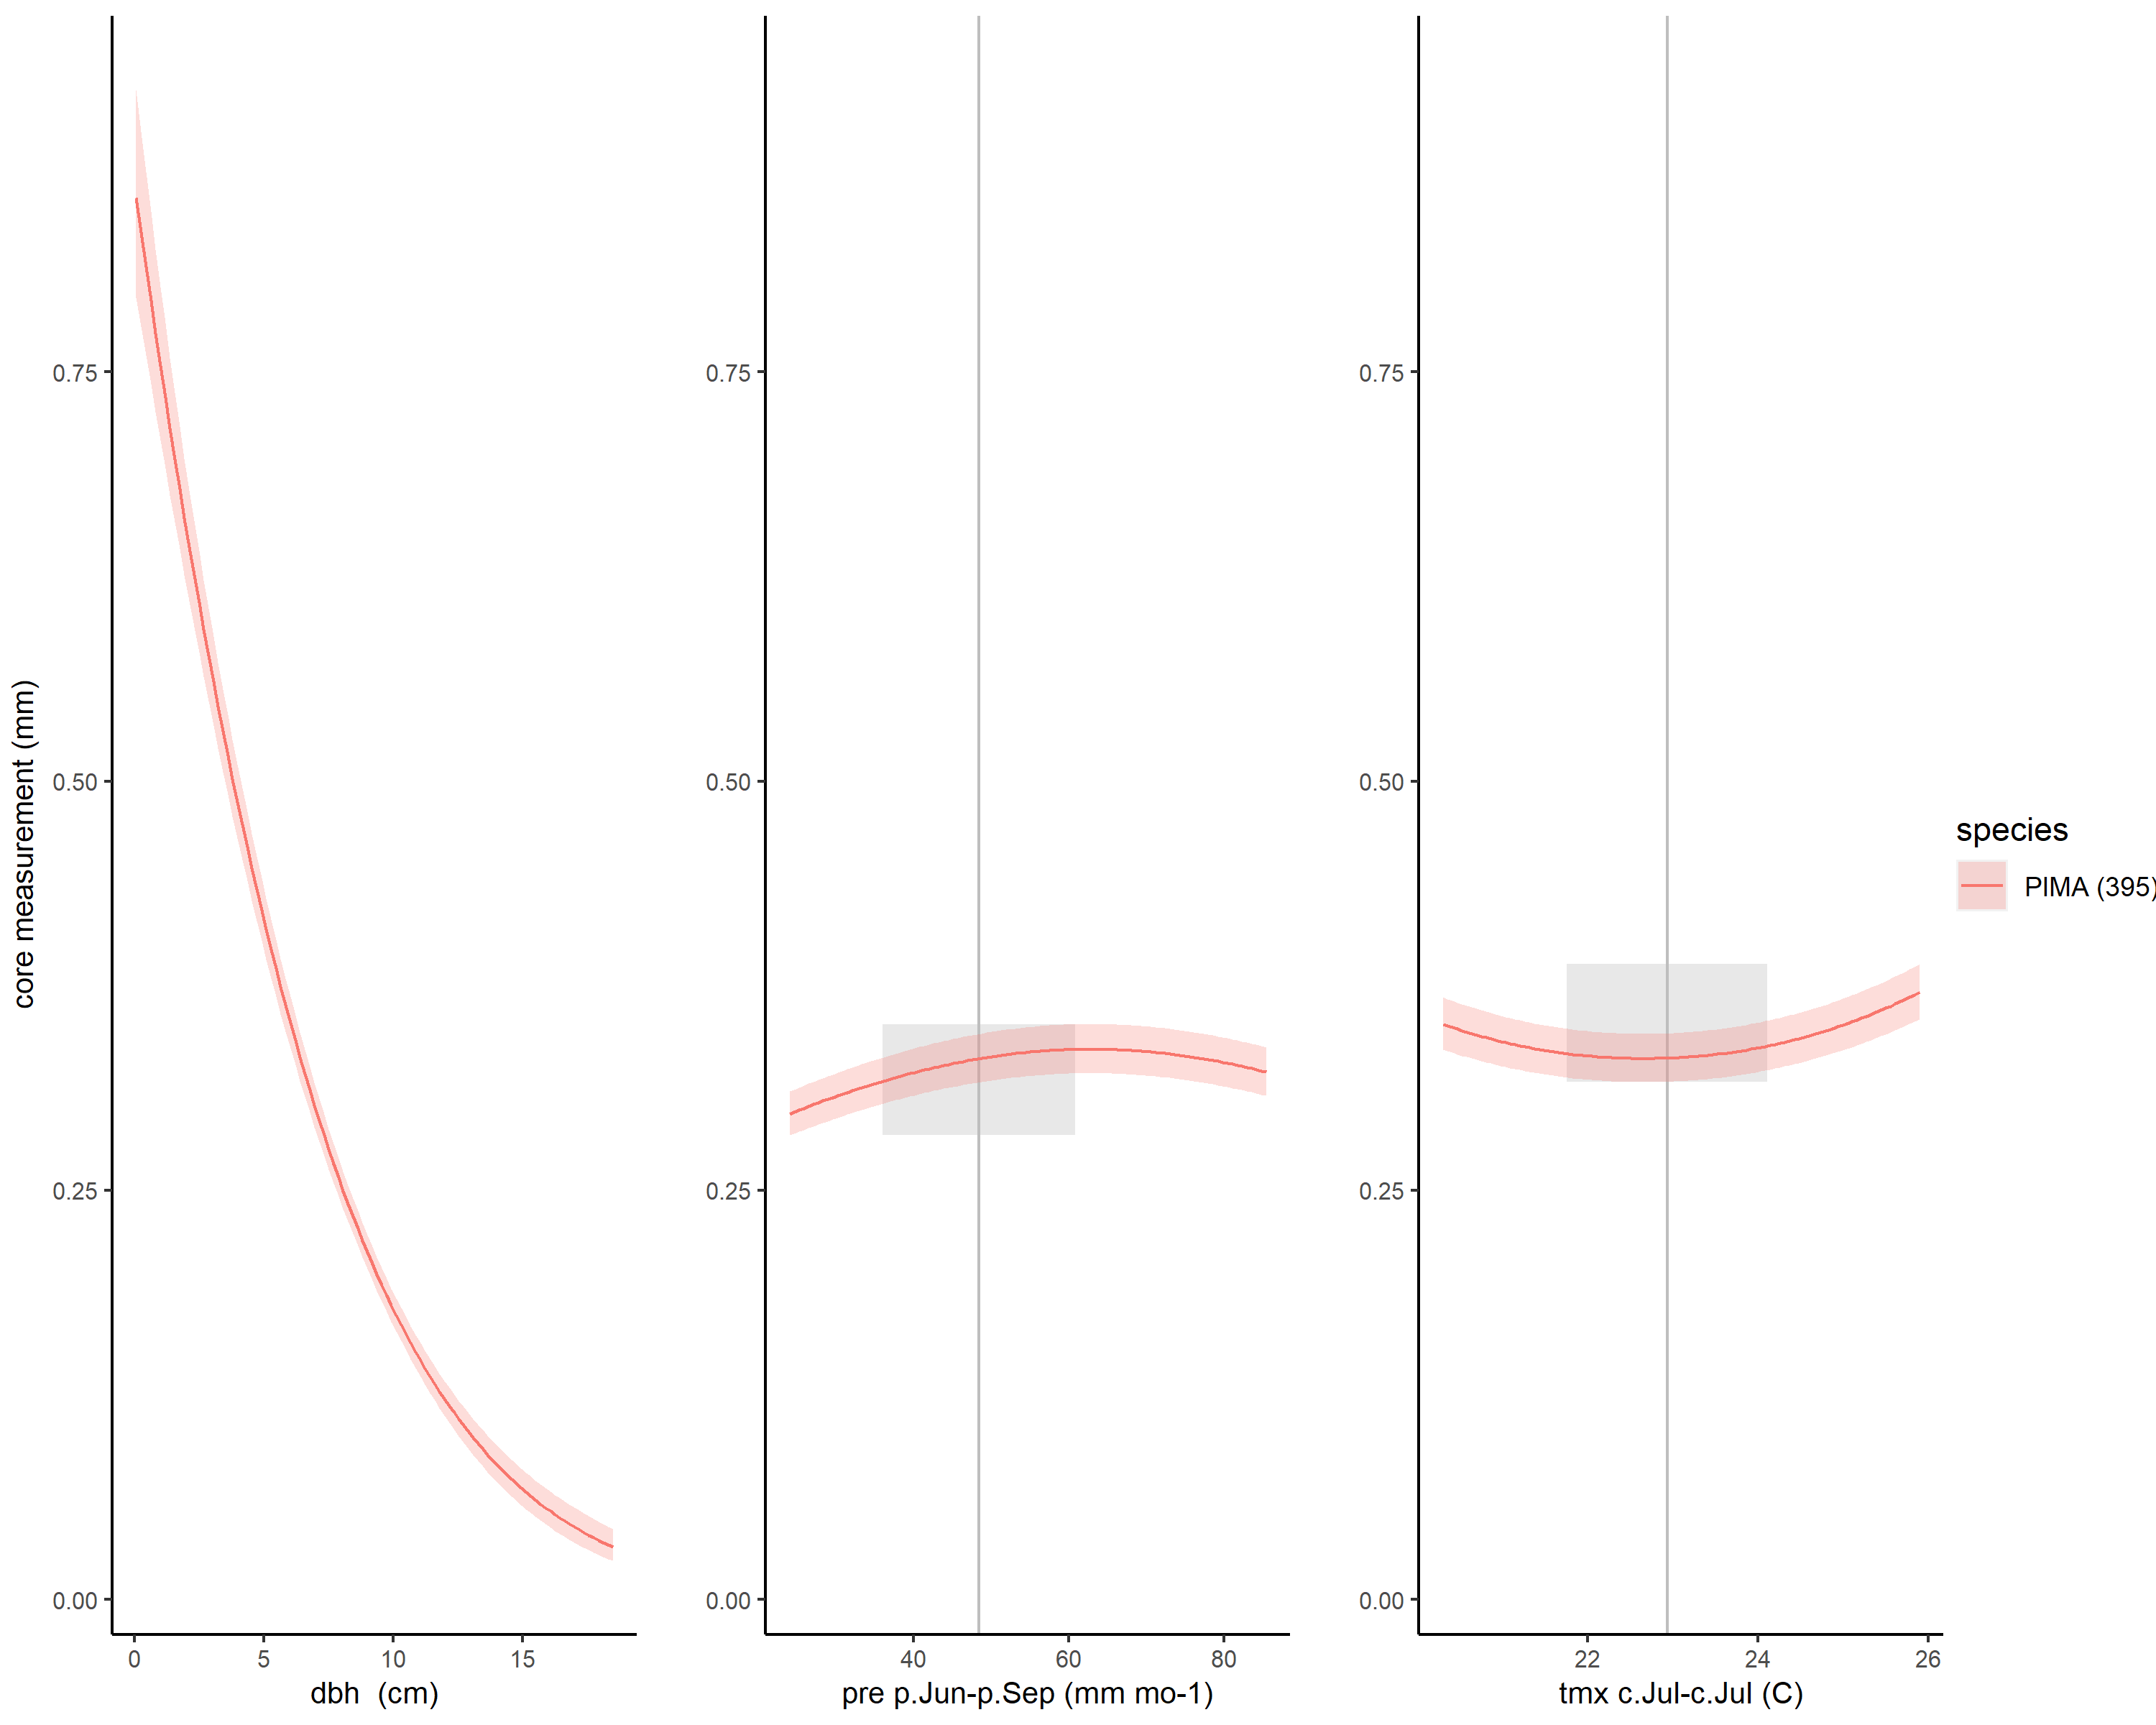 core measurement (mm)
0.75
0.50
0.25
0.00
0 5 10 15
dbh  (cm)
0.75
0.50
0.25
0.00
40 60 80
pre p.Jun-p.Sep (mm mo-1)
0.75
0.50
0.25
0.00
22 24 26
tmx c.Jul-c.Jul (C)
species
PIMA (395)